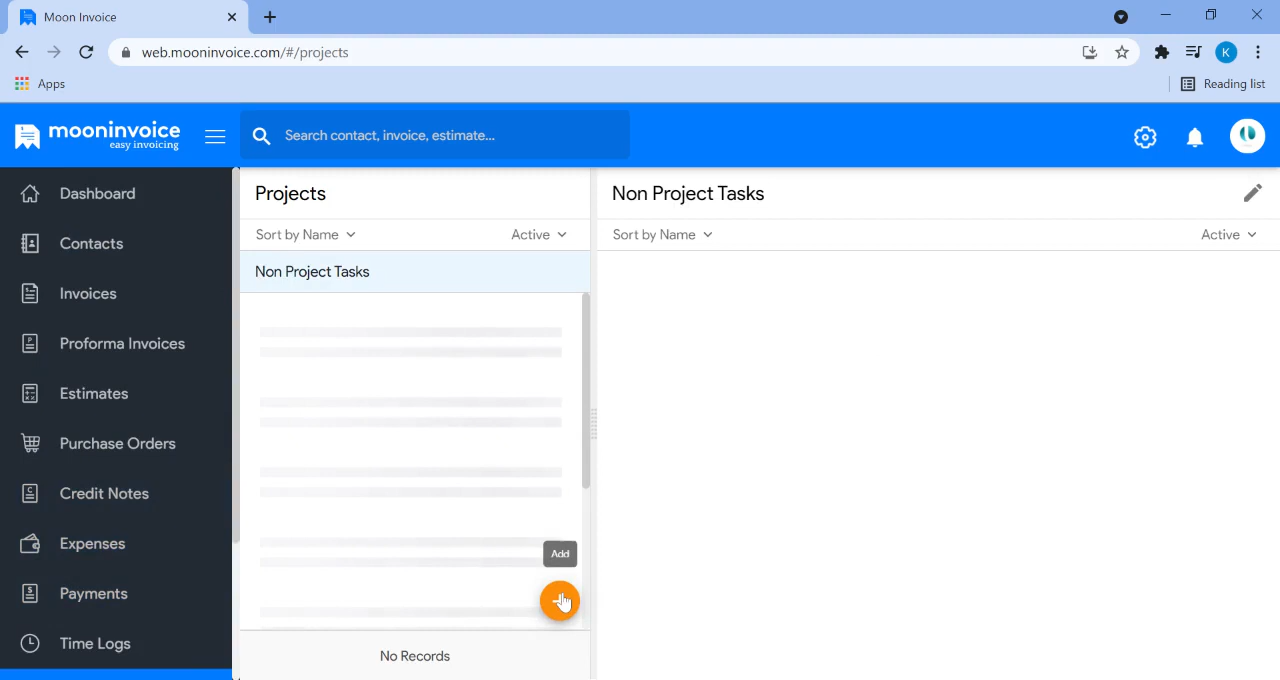 Moon Invoice
web.mooninvoice.com/#/projects
K
Apps
Reading list
mooninvoice
easy invoicing
Search contact, invoice, estimate...
Dashboard
Contacts
Invoices
Proforma Invoices
Estimates
Purchase Orders
Credit Notes
Expenses
Payments
Time Logs
Projects
Sort by Name
Active
Non Project Tasks
Add
No Records
Non Project Tasks
Sort by Name
Active